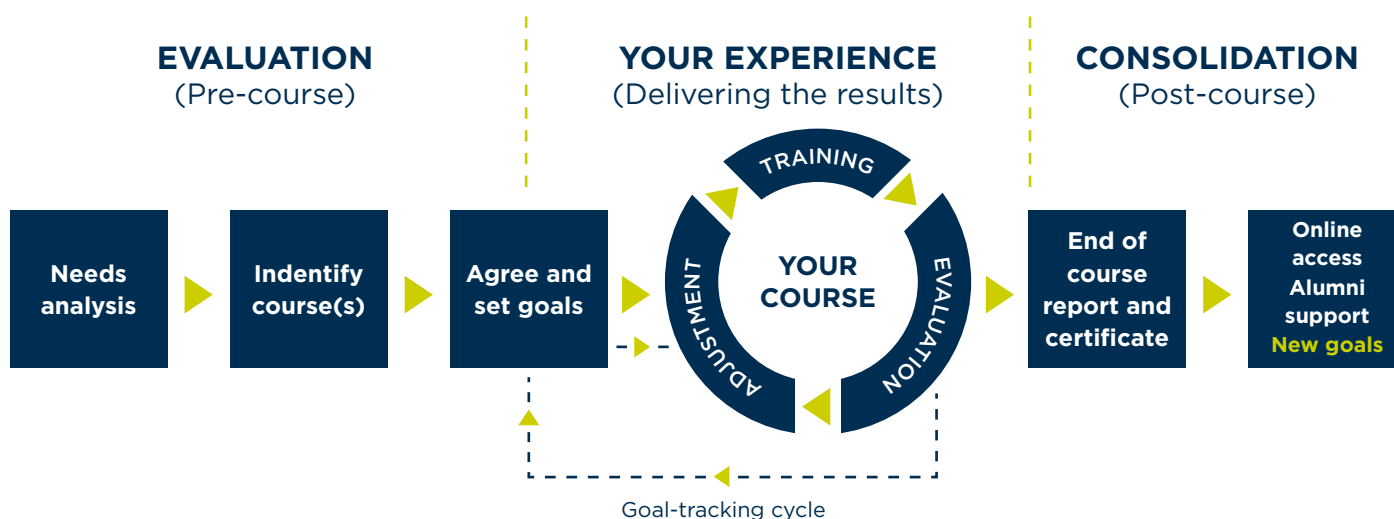 EVALUATION
(Pre-course)
YOUR EXPERIENCE
(Delivering the results)
CONSOLIDATION
(Post-course)
Needs
analysis
Indentify
course(s)
Agree and
set goals
TRAINING
EVALUATION
ADJUSTMENT
YOUR
COURSE
End of
course
report and
certificate
Online
access
Alumni
support
New goals
Goal-tracking cycle